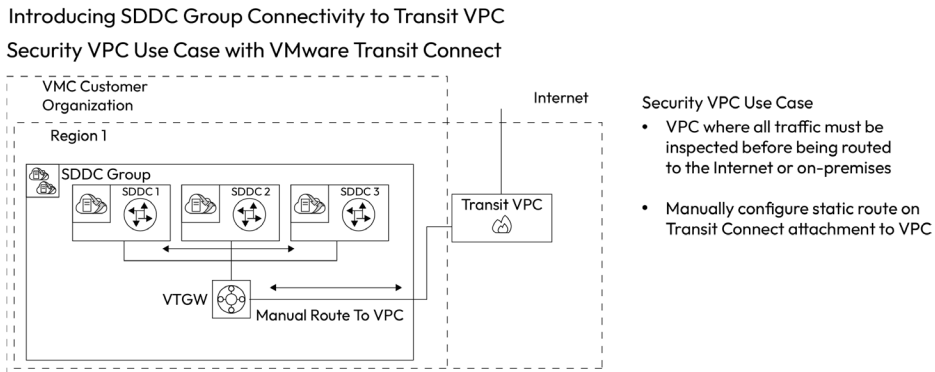 Introducing SDDC Group Connectivity to Transit VPC
Security VPC Use Case with VMware Transit Connect
VMC Customer
Organization
Region 1
SDDC Group
SDDC 1
SDDC 2
SDDC 3
VTGW
Manual Route To VPC
Internet
Transit VPC
Security VPC Use Case
• VPC where all traffic must be
inspected before being routed
to the Internet or on-premises
• Manually configure static route on
Transit Connect attachment to VPC